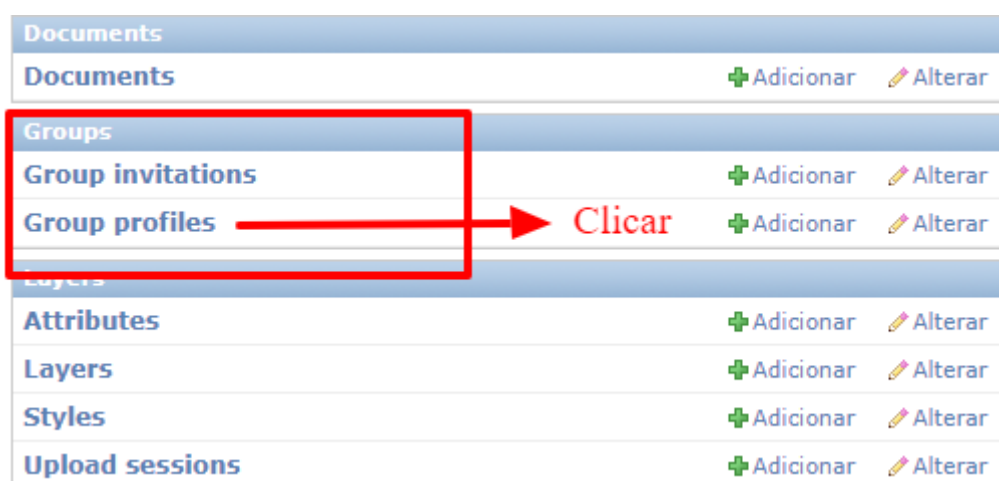 Documents
Documents Adicionar Alterar
Groups
Group invitations Adicionar Alterar
Group profiles Clicar Adicionar Alterar
Layers
Attributes Adicionar Alterar
Layers Adicionar Alterar
Styles Adicionar Alterar
Upload sessions Adicionar Alterar